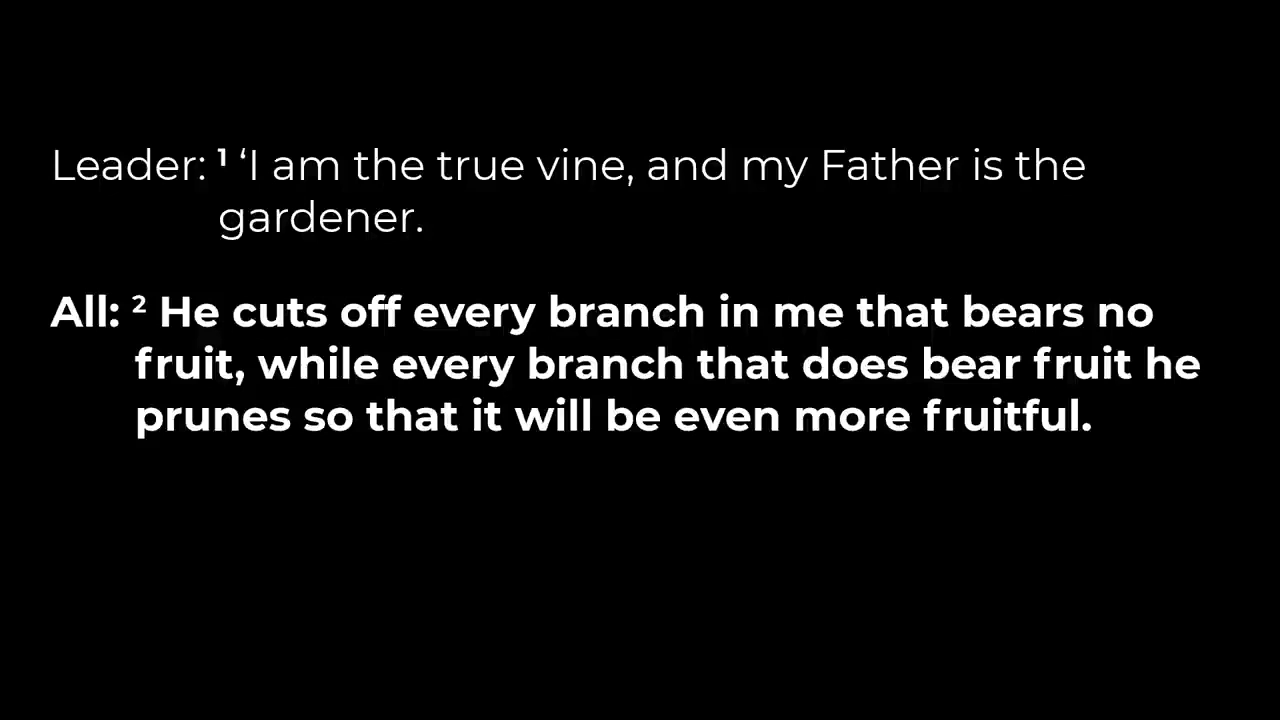 Leader: ¹ ‘I am the true vine, and my Father is the
gardener.
All: ² He cuts off every branch in me that bears no
fruit, while every branch that does bear fruit he
prunes so that it will be even more fruitful.